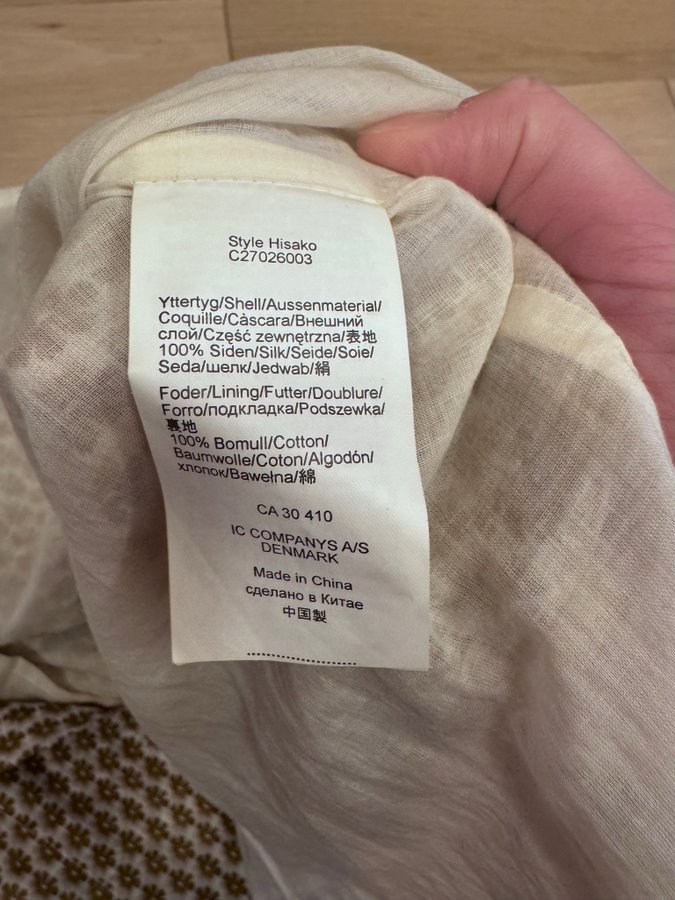 Style Hisako
C27026003
Yttertyg/Shell/Aussenmaterial/
Coquille/Càscara/Внешний
слой/Część zewnętrzna/表地
100% Siden/Silk/Seide/Soie/
Seda/шелк/Jedwab/絹
Foder/Lining/Futter/Doublure/
Forro/подкладка/Podszewka/
裏地
100% Bomull/Cotton/
Baumwolle/Coton/Algodón/
хлопок/Bawełna/綿
CA 30 410
IC COMPANYS A/S
DENMARK
Made in China
сделано в Китае
中国製